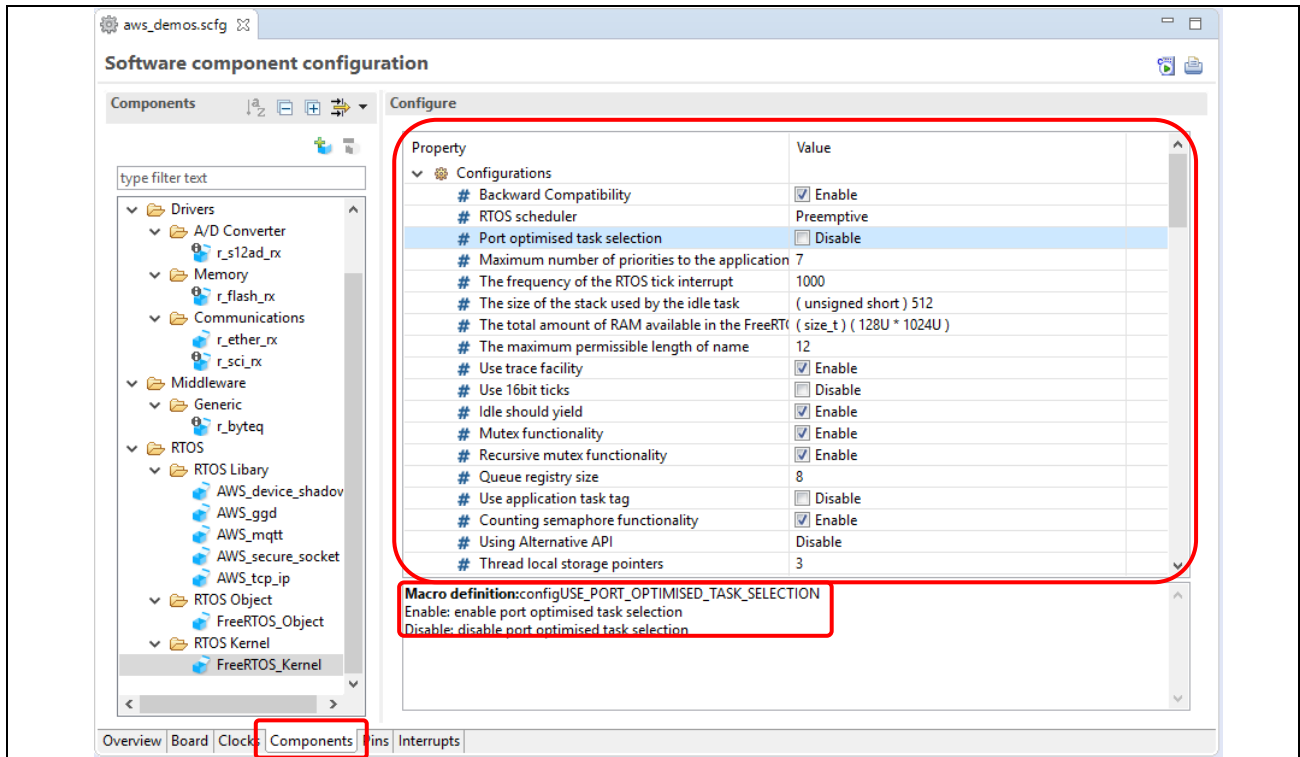 aws_demos.scfg
Software component configuration
Components
Configure
type filter text
Drivers
A/D Converter
r_s12ad_rx
Memory
r_flash_rx
Communications
r_ether_rx
r_sci_rx
Middleware
Generic
r_byteq
RTOS
RTOS Libary
AWS_device_shadov
AWS_ggd
AWS_mqtt
AWS_secure_socket
AWS_tcp_ip
RTOS Object
FreeRTOS_Object
RTOS Kernel
FreeRTOS_Kernel
Property Value
Configurations
# Backward Compatibility Enable
# RTOS scheduler Preemptive
# Port optimised task selection Disable
# Maximum number of priorities to the application 7
# The frequency of the RTOS tick interrupt 1000
# The size of the stack used by the idle task ( unsigned short ) 512
# The total amount of RAM available in the FreeRT( ( size_t ) ( 128U * 1024U )
# The maximum permissible length of name 12
# Use trace facility Enable
# Use 16bit ticks Disable
# Idle should yield Enable
# Mutex functionality Enable
# Recursive mutex functionality Enable
# Queue registry size 8
# Use application task tag Disable
# Counting semaphore functionality Enable
# Using Alternative API Disable
# Thread local storage pointers 3
Macro definition:configUSE_PORT_OPTIMISED_TASK_SELECTION
Enable: enable port optimised task selection
Disable: disable port optimised task selection
Overview Board Clocks Components Pins Interrupts